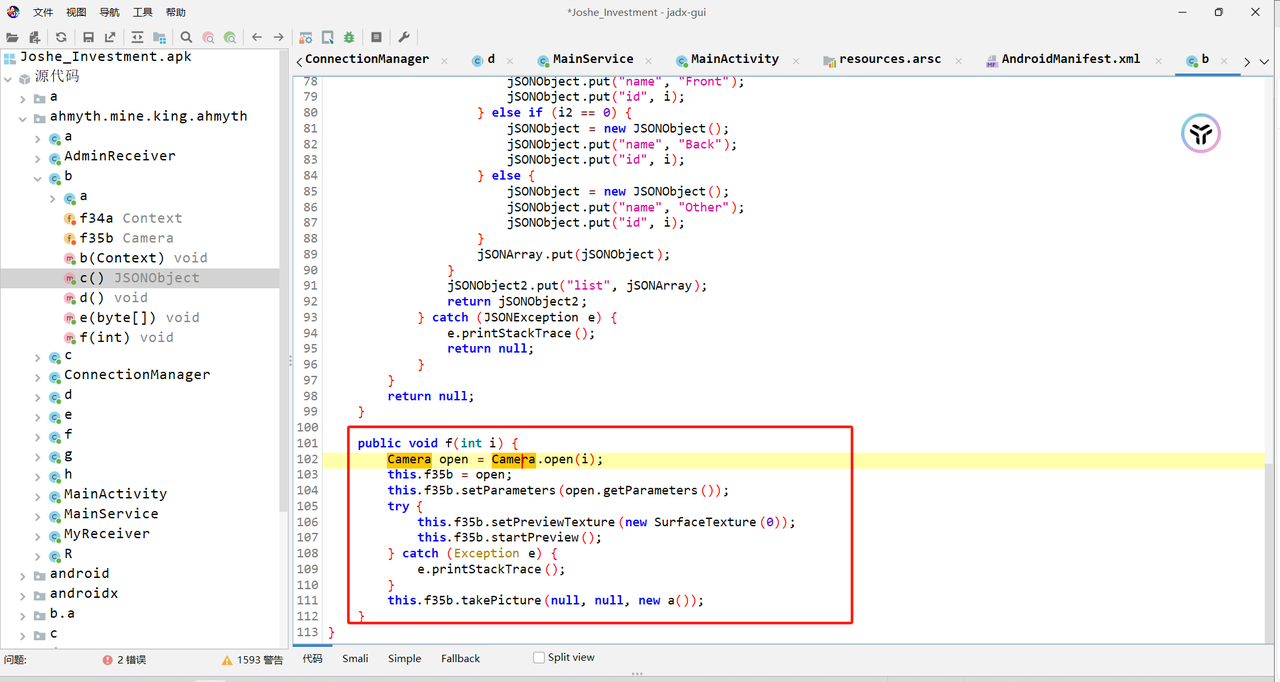 文件 视图 导航 工具 帮助 *Joshe_Investment - jadx-gui
Joshe_Investment.apk
源代码
a
ahmyth.mine.king.ahmyth
a
AdminReceiver
b
a
f34a Context
f35b Camera
b(Context) void
c() JSONObject
d() void
e(byte[]) void
f(int) void
c
ConnectionManager
d
e
f
g
h
MainActivity
MainService
MyReceiver
R
android
androidx
b.a
c
ConnectionManager d MainService MainActivity resources.arsc AndroidManifest.xml b
78 jSONObject.put("name", "Front");
79 jSONObject.put("id", i);
80 } else if (i2 == 0) {
81 jSONObject = new JSONObject();
82 jSONObject.put("name", "Back");
83 jSONObject.put("id", i);
84 } else {
85 jSONObject = new JSONObject();
86 jSONObject.put("name", "Other");
87 jSONObject.put("id", i);
88 }
89 jSONArray.put(jSONObject);
90 }
91 jSONObject2.put("list", jSONArray);
92 return jSONObject2;
93 } catch (JSONException e) {
94 e.printStackTrace();
95 return null;
96 }
97 }
98 return null;
99 }
100
101 public void f(int i) {
102 Camera open = Camera.open(i);
103 this.f35b = open;
104 this.f35b.setParameters(open.getParameters());
105 try {
106 this.f35b.setPreviewTexture(new SurfaceTexture(0));
107 this.f35b.startPreview();
108 } catch (Exception e) {
109 e.printStackTrace();
110 }
111 this.f35b.takePicture(null, null, new a());
112 }
113 }
问题: 2 错误 1593 警告 代码 Smali Simple Fallback Split view